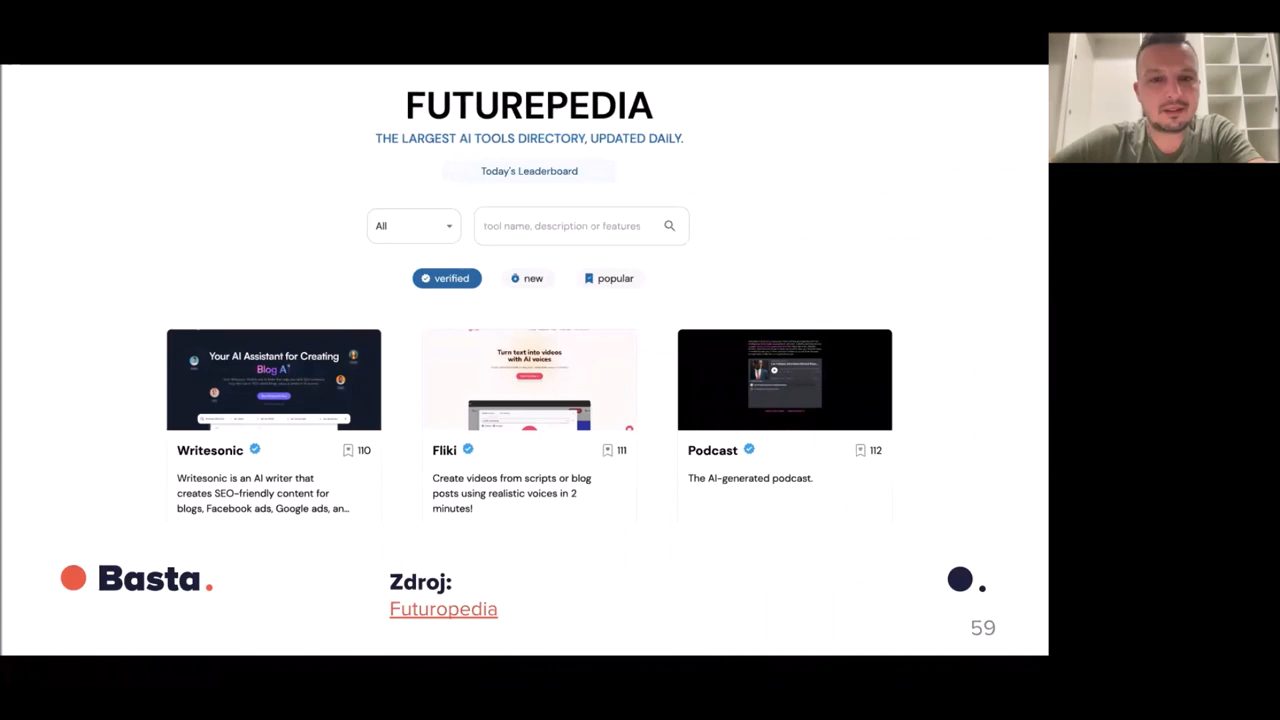 FUTUREPEDIA
THE LARGEST AI TOOLS DIRECTORY, UPDATED DAILY.
Today's Leaderboard
All
tool name, description or features
verified
new
popular
Your AI Assistant for Creating
Blog A
Turn text into videos
with AI voices
Writesonic
110
Writesonic is an AI writer that
creates SEO-friendly content for
blogs, Facebook ads, Google ads, an...
Fliki
111
Create videos from scripts or blog
posts using realistic voices in 2
minutes!
Podcast
112
The AI-generated podcast.
Basta.
Zdroj:
Futuropedia
59